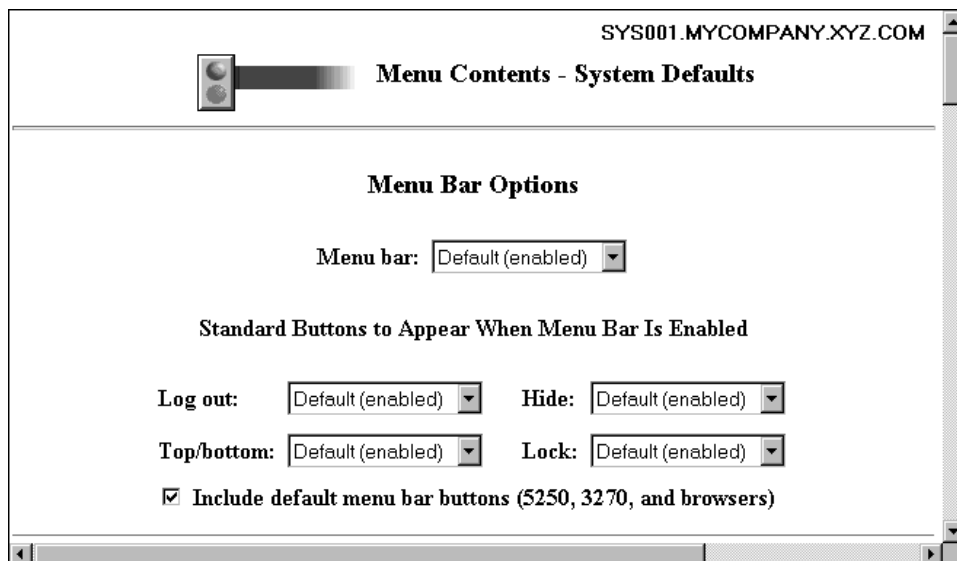 SYS001.MYCOMPANY.XYZ.COM
Menu Contents - System Defaults
Menu Bar Options
Menu bar: Default (enabled)
Standard Buttons to Appear When Menu Bar Is Enabled
Log out: Default (enabled) Hide: Default (enabled)
Top/bottom: Default (enabled) Lock: Default (enabled)
Include default menu bar buttons (5250, 3270, and browsers)